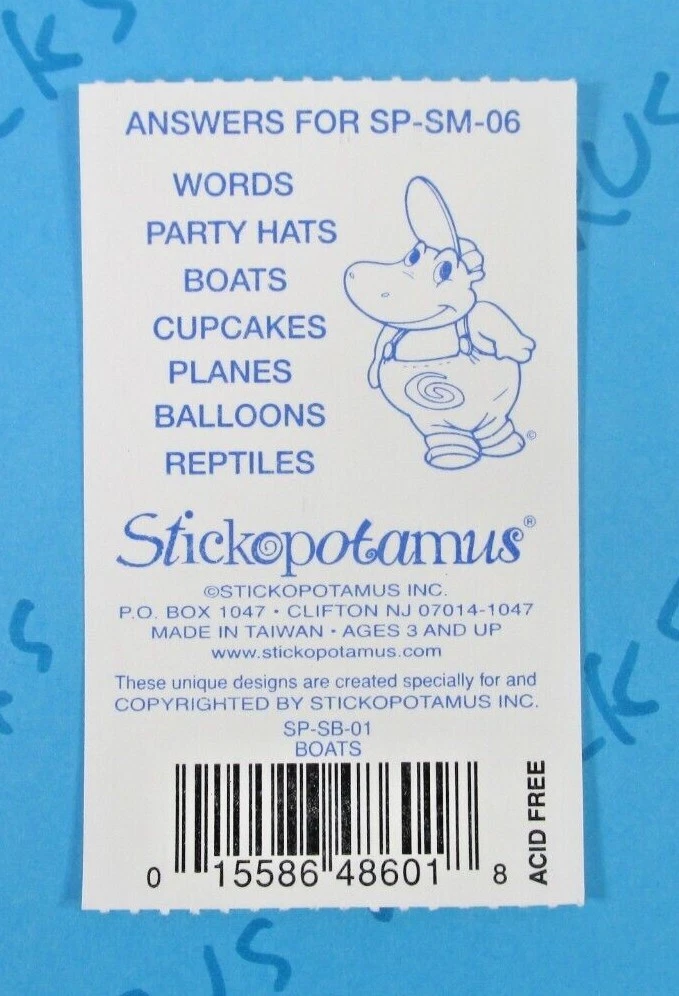 ANSWERS FOR SP-SM-06
WORDS
PARTY HATS
BOATS
CUPCAKES
PLANES
BALLOONS
REPTILES
©
Stickopotamus®
©STICKOPOTAMUS INC.
P.O. BOX 1047 • CLIFTON NJ 07014-1047
MADE IN TAIWAN • AGES 3 AND UP
www.stickopotamus.com
These unique designs are created specially for and
COPYRIGHTED BY STICKOPOTAMUS INC.
SP-SB-01
BOATS
0 15586 48601 8
ACID FREE